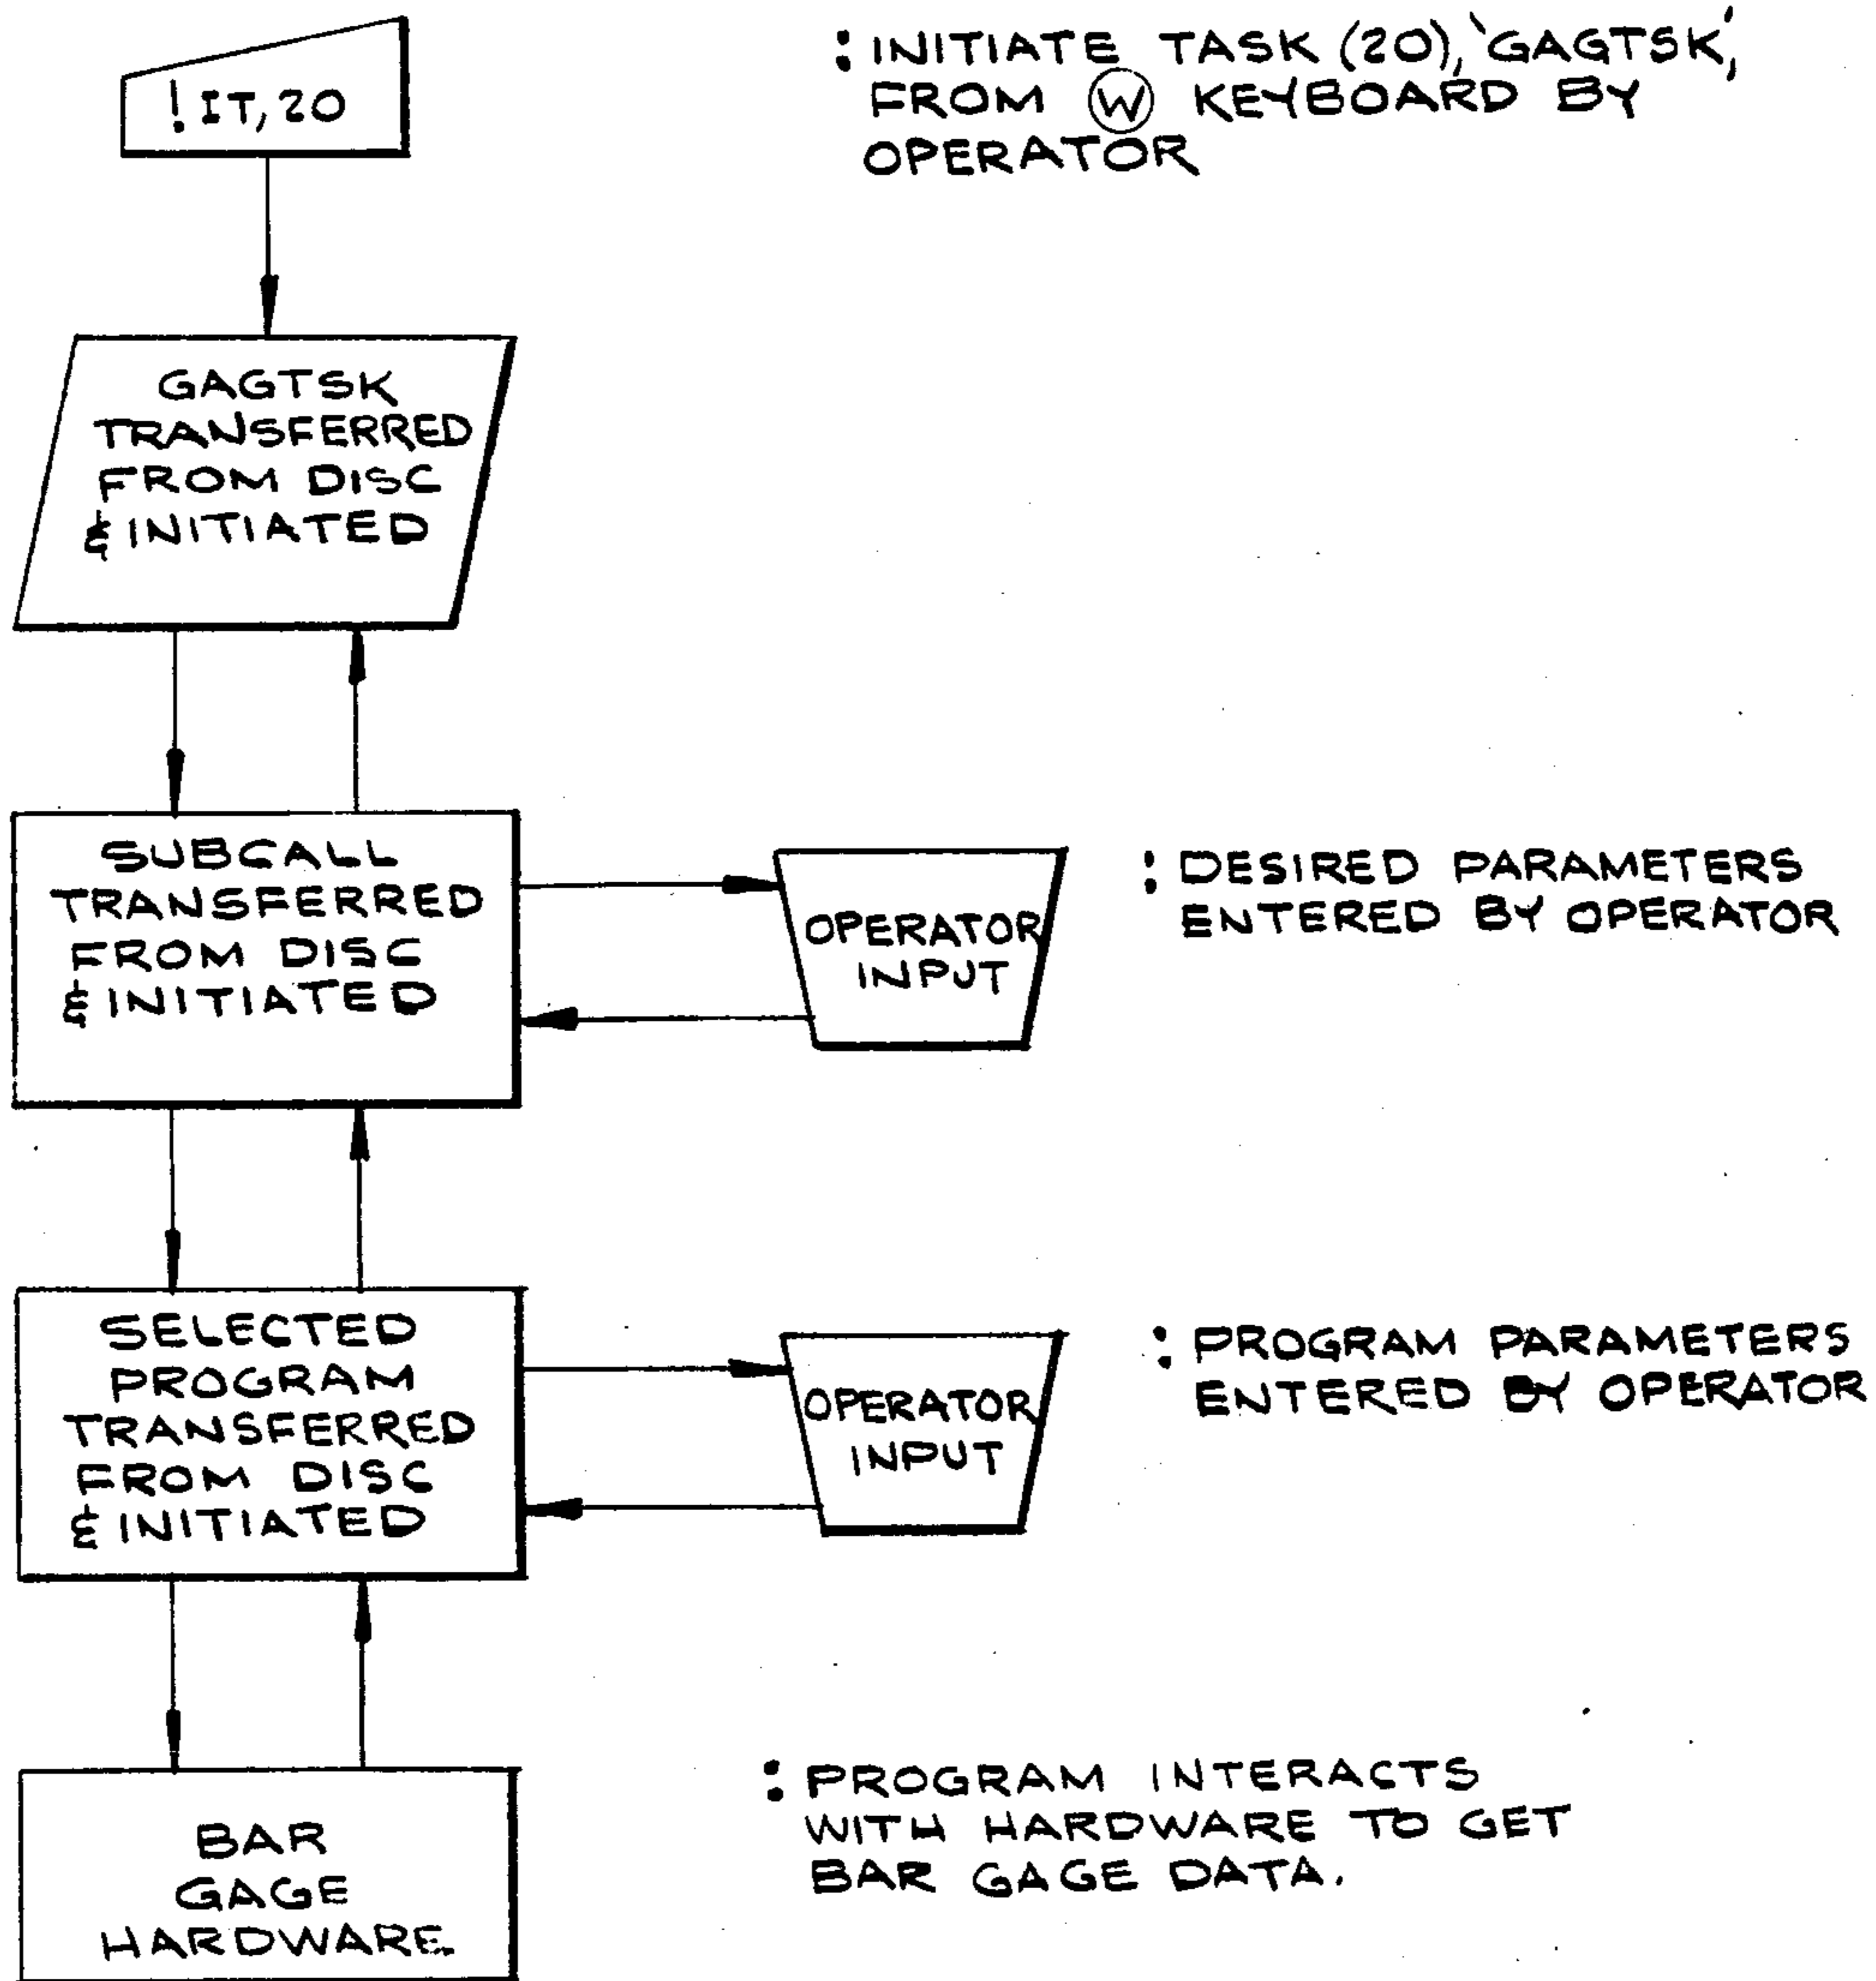 ! IT, 20
: INITIATE TASK (20), 'GAGTSK',
FROM W KEYBOARD BY
OPERATOR
GAGTSK
TRANSFERRED
FROM DISC
& INITIATED
SUBCALL
TRANSFERRED
FROM DISC
& INITIATED
OPERATOR
INPUT
: DESIRED PARAMETERS
ENTERED BY OPERATOR
SELECTED
PROGRAM
TRANSFERRED
FROM DISC
& INITIATED
OPERATOR
INPUT
: PROGRAM PARAMETERS
ENTERED BY OPERATOR
BAR
GAGE
HARDWARE
: PROGRAM INTERACTS
WITH HARDWARE TO GET
BAR GAGE DATA.